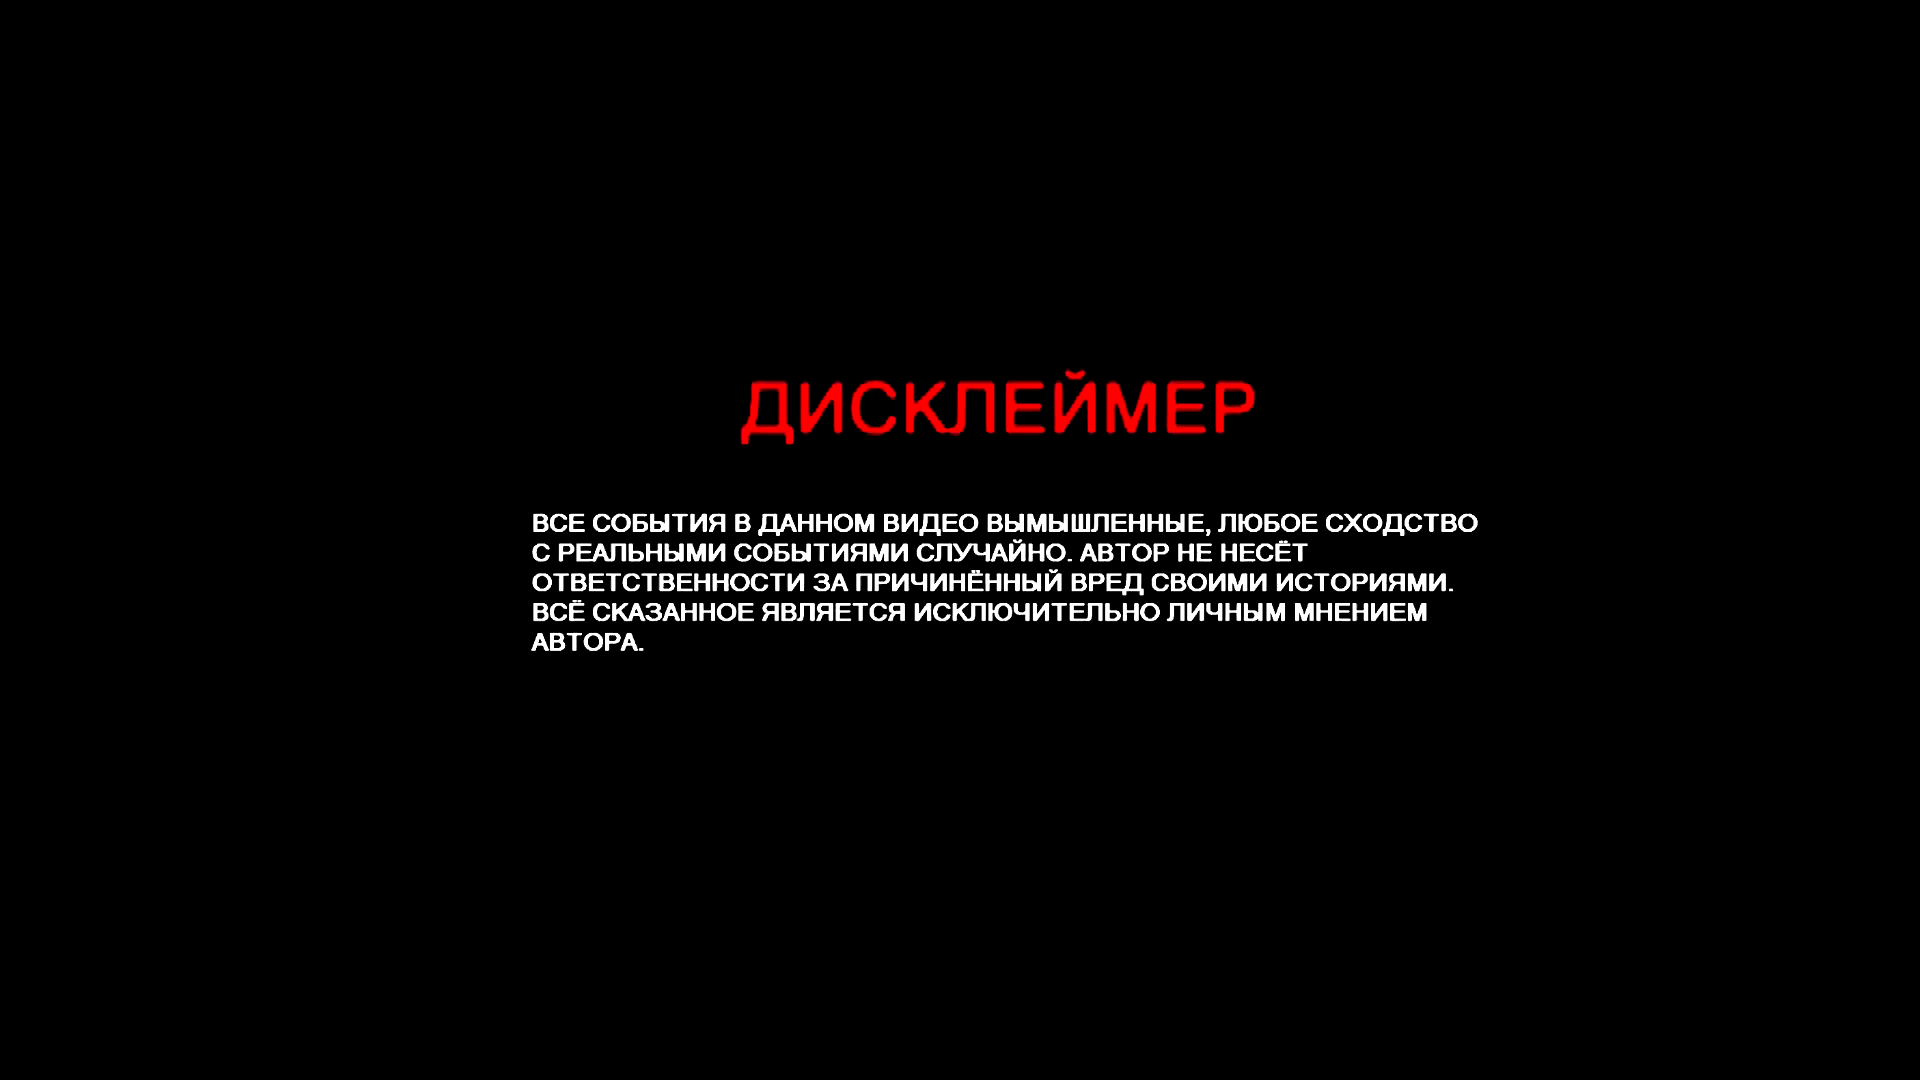 ДИСКЛЕЙМЕР
ВСЕ СОБЫТИЯ В ДАННОМ ВИДЕО ВЫМЫШЛЕННЫЕ, ЛЮБОЕ СХОДСТВО
С РЕАЛЬНЫМИ СОБЫТИЯМИ СЛУЧАЙНО. АВТОР НЕ НЕСЁТ
ОТВЕТСТВЕННОСТИ ЗА ПРИЧИНЁННЫЙ ВРЕД СВОИМИ ИСТОРИЯМИ.
ВСЁ СКАЗАННОЕ ЯВЛЯЕТСЯ ИСКЛЮЧИТЕЛЬНО ЛИЧНЫМ МНЕНИЕМ
АВТОРА.